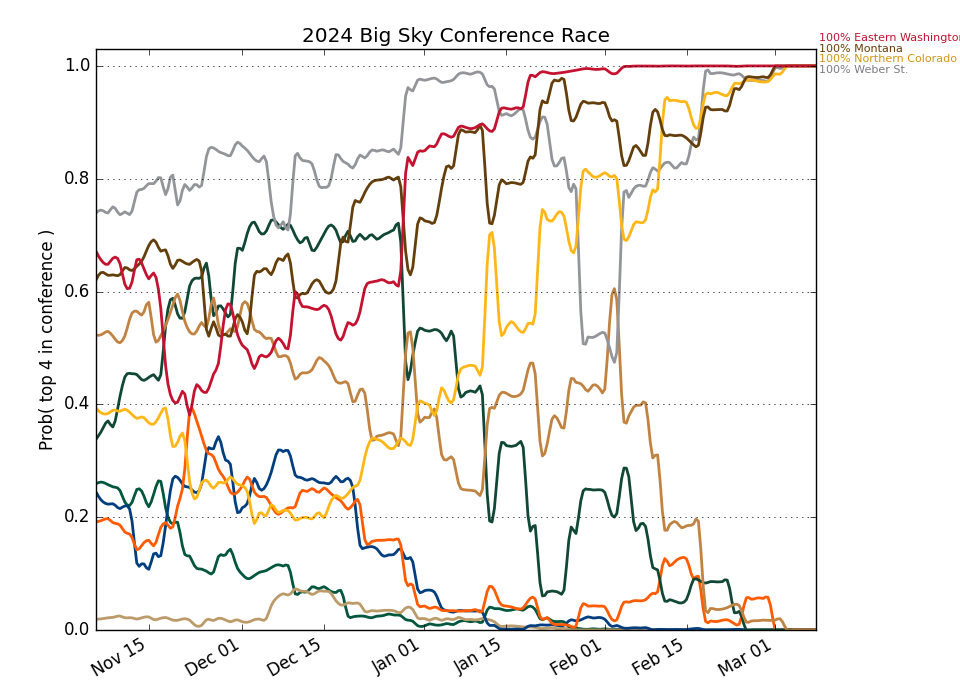 2024 Big Sky Conference Race
100% Eastern Washington
100% Montana
100% Northern Colorado
100% Weber St.
Prob( top 4 in conference )
1.0
0.8
0.6
0.4
0.2
0.0
Nov 15
Dec 01
Dec 15
Jan 01
Jan 15
Feb 01
Feb 15
Mar 01